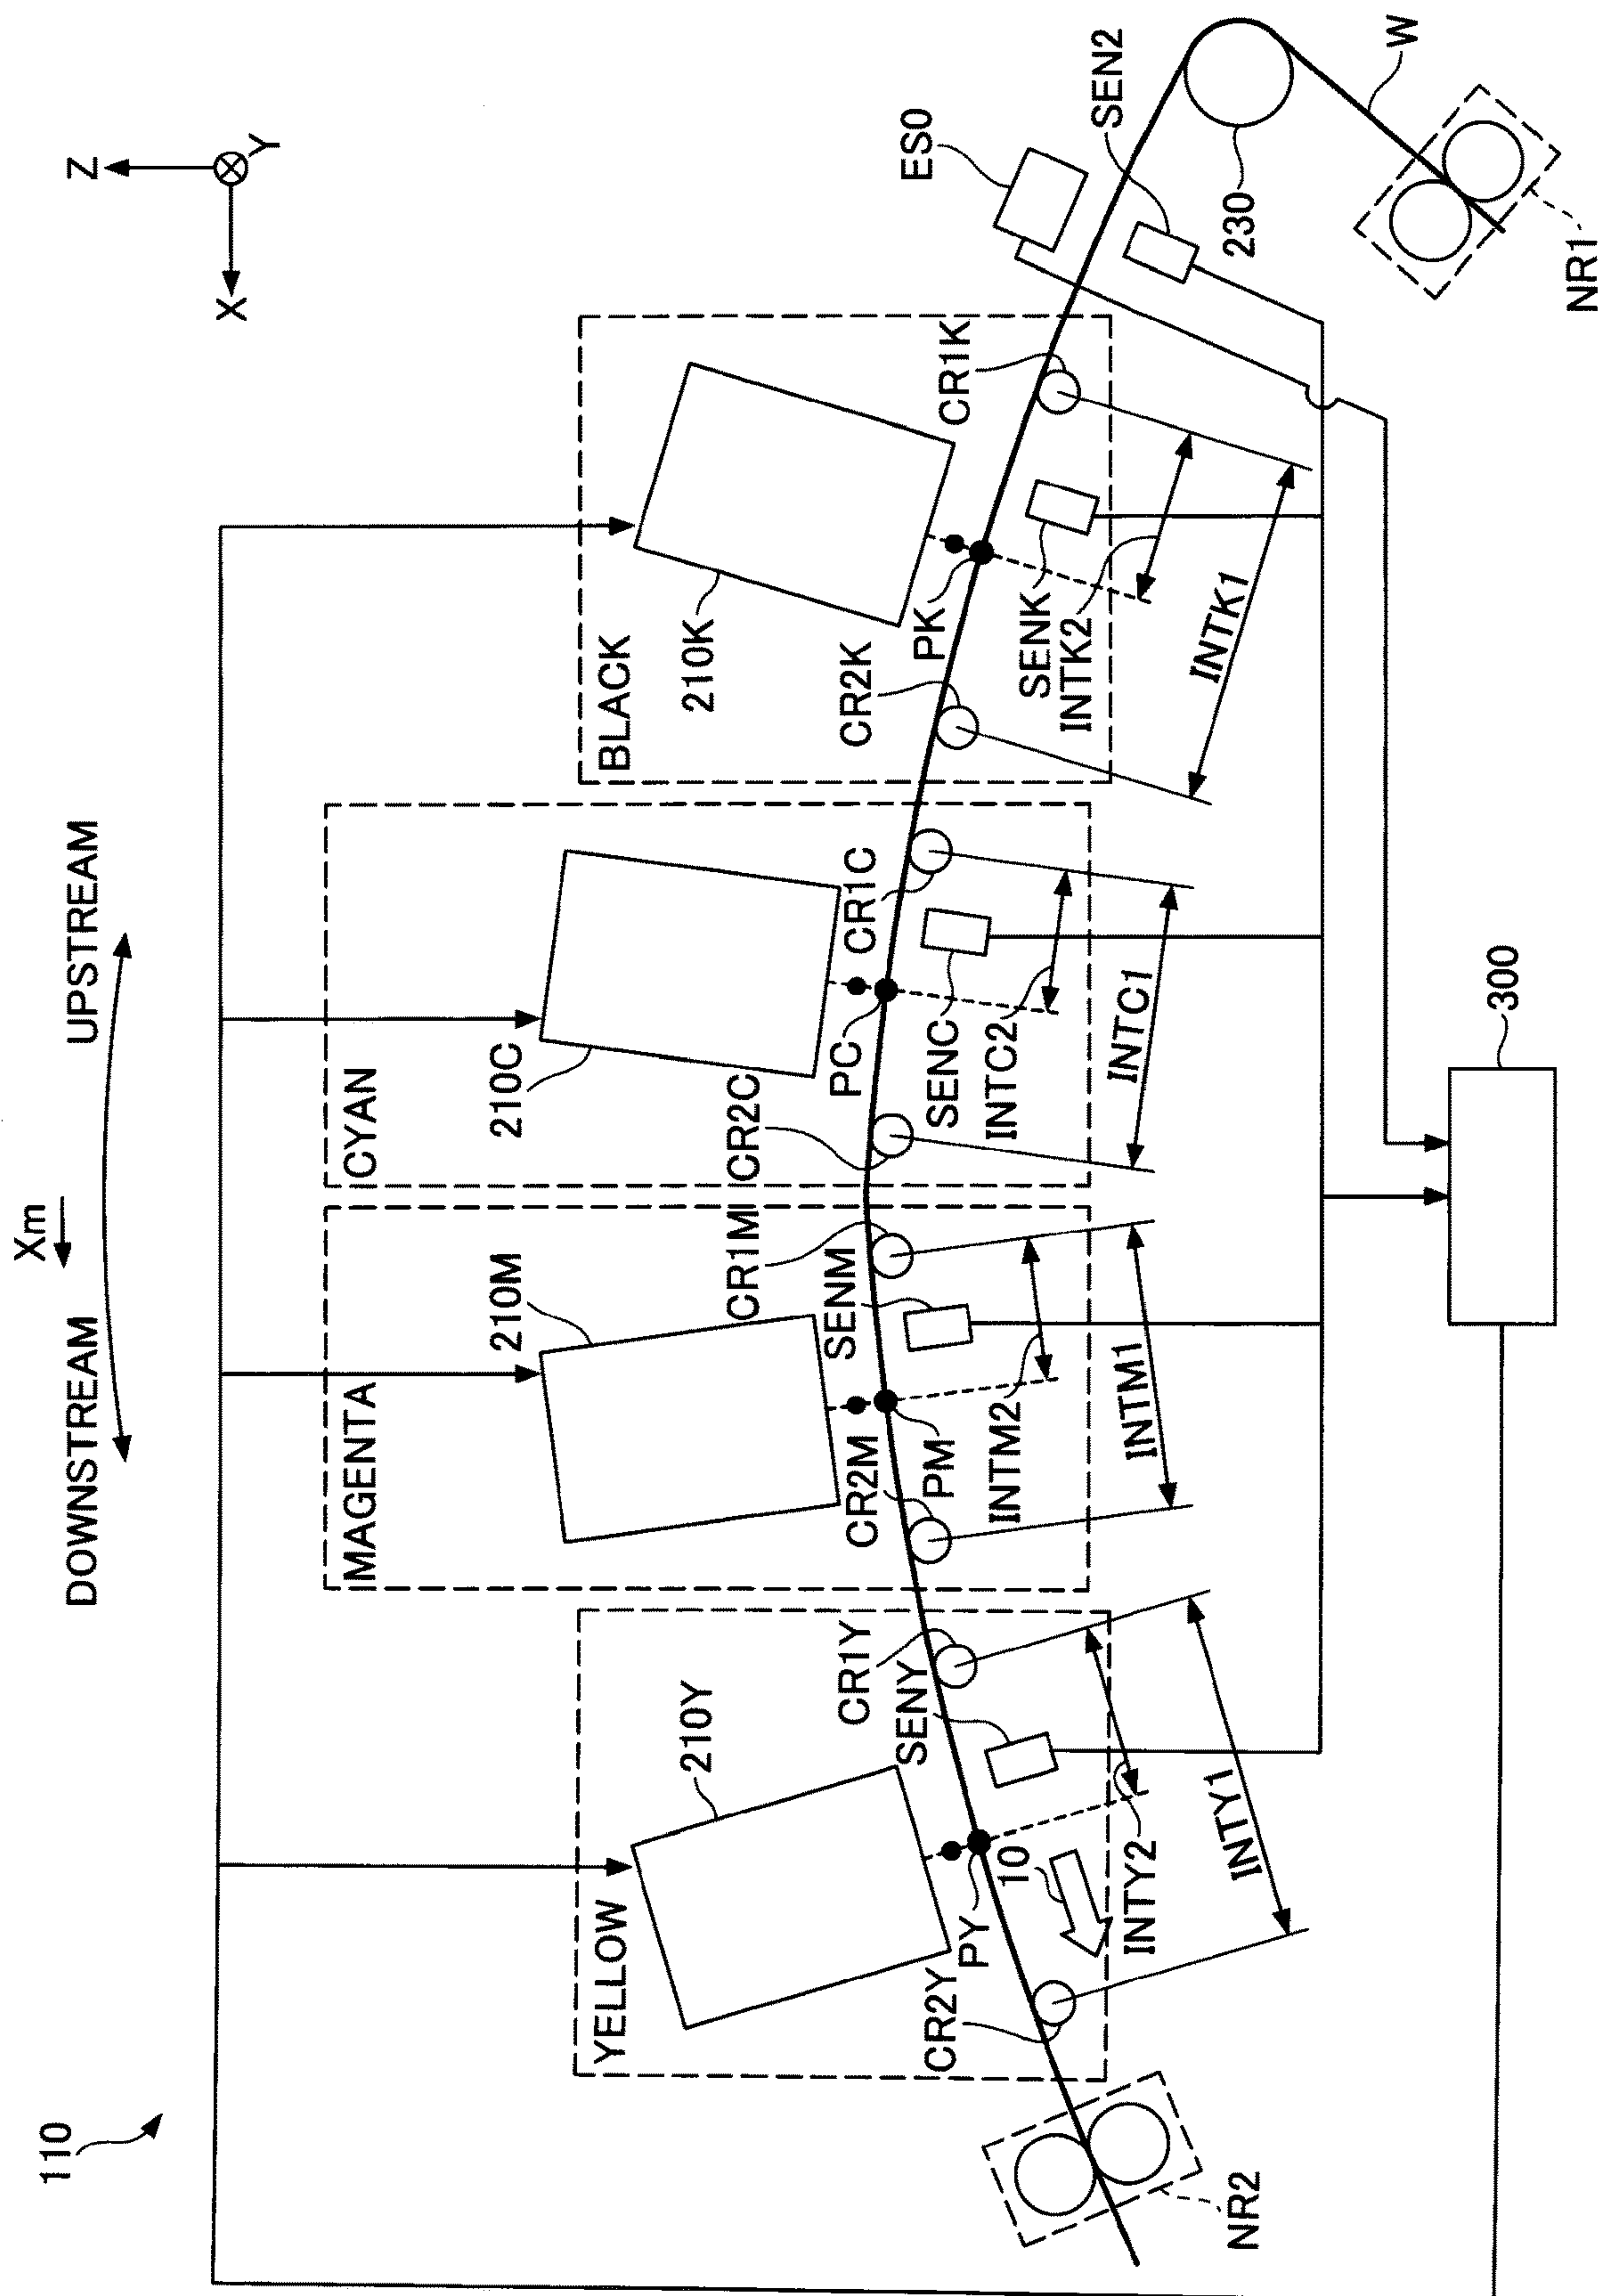 110
DOWNSTREAM
Xm
UPSTREAM
Z
X
Y
YELLOW
210Y
MAGENTA
210M
CYAN
210C
BLACK
210K
ES0
SEN2
230
W
NR1
CR2Y
PY
SENY
CR1Y
10
INTY2
INTY1
NR2
CR2M
PM
SENM
CR1M
INTM2
INTM1
CR2C
PC
CR1C
SENC
INTC2
INTC1
CR2K
PK
CR1K
SENK
INTK2
INTK1
300